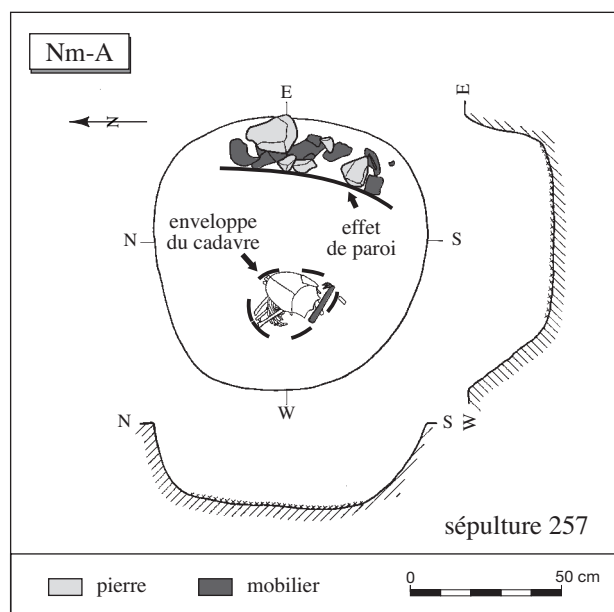 Nm-A
E
E
N
enveloppe
du cadavre
effet
de paroi
N
S
W
N
S
W
sépulture 257
pierre
mobilier
0
50 cm